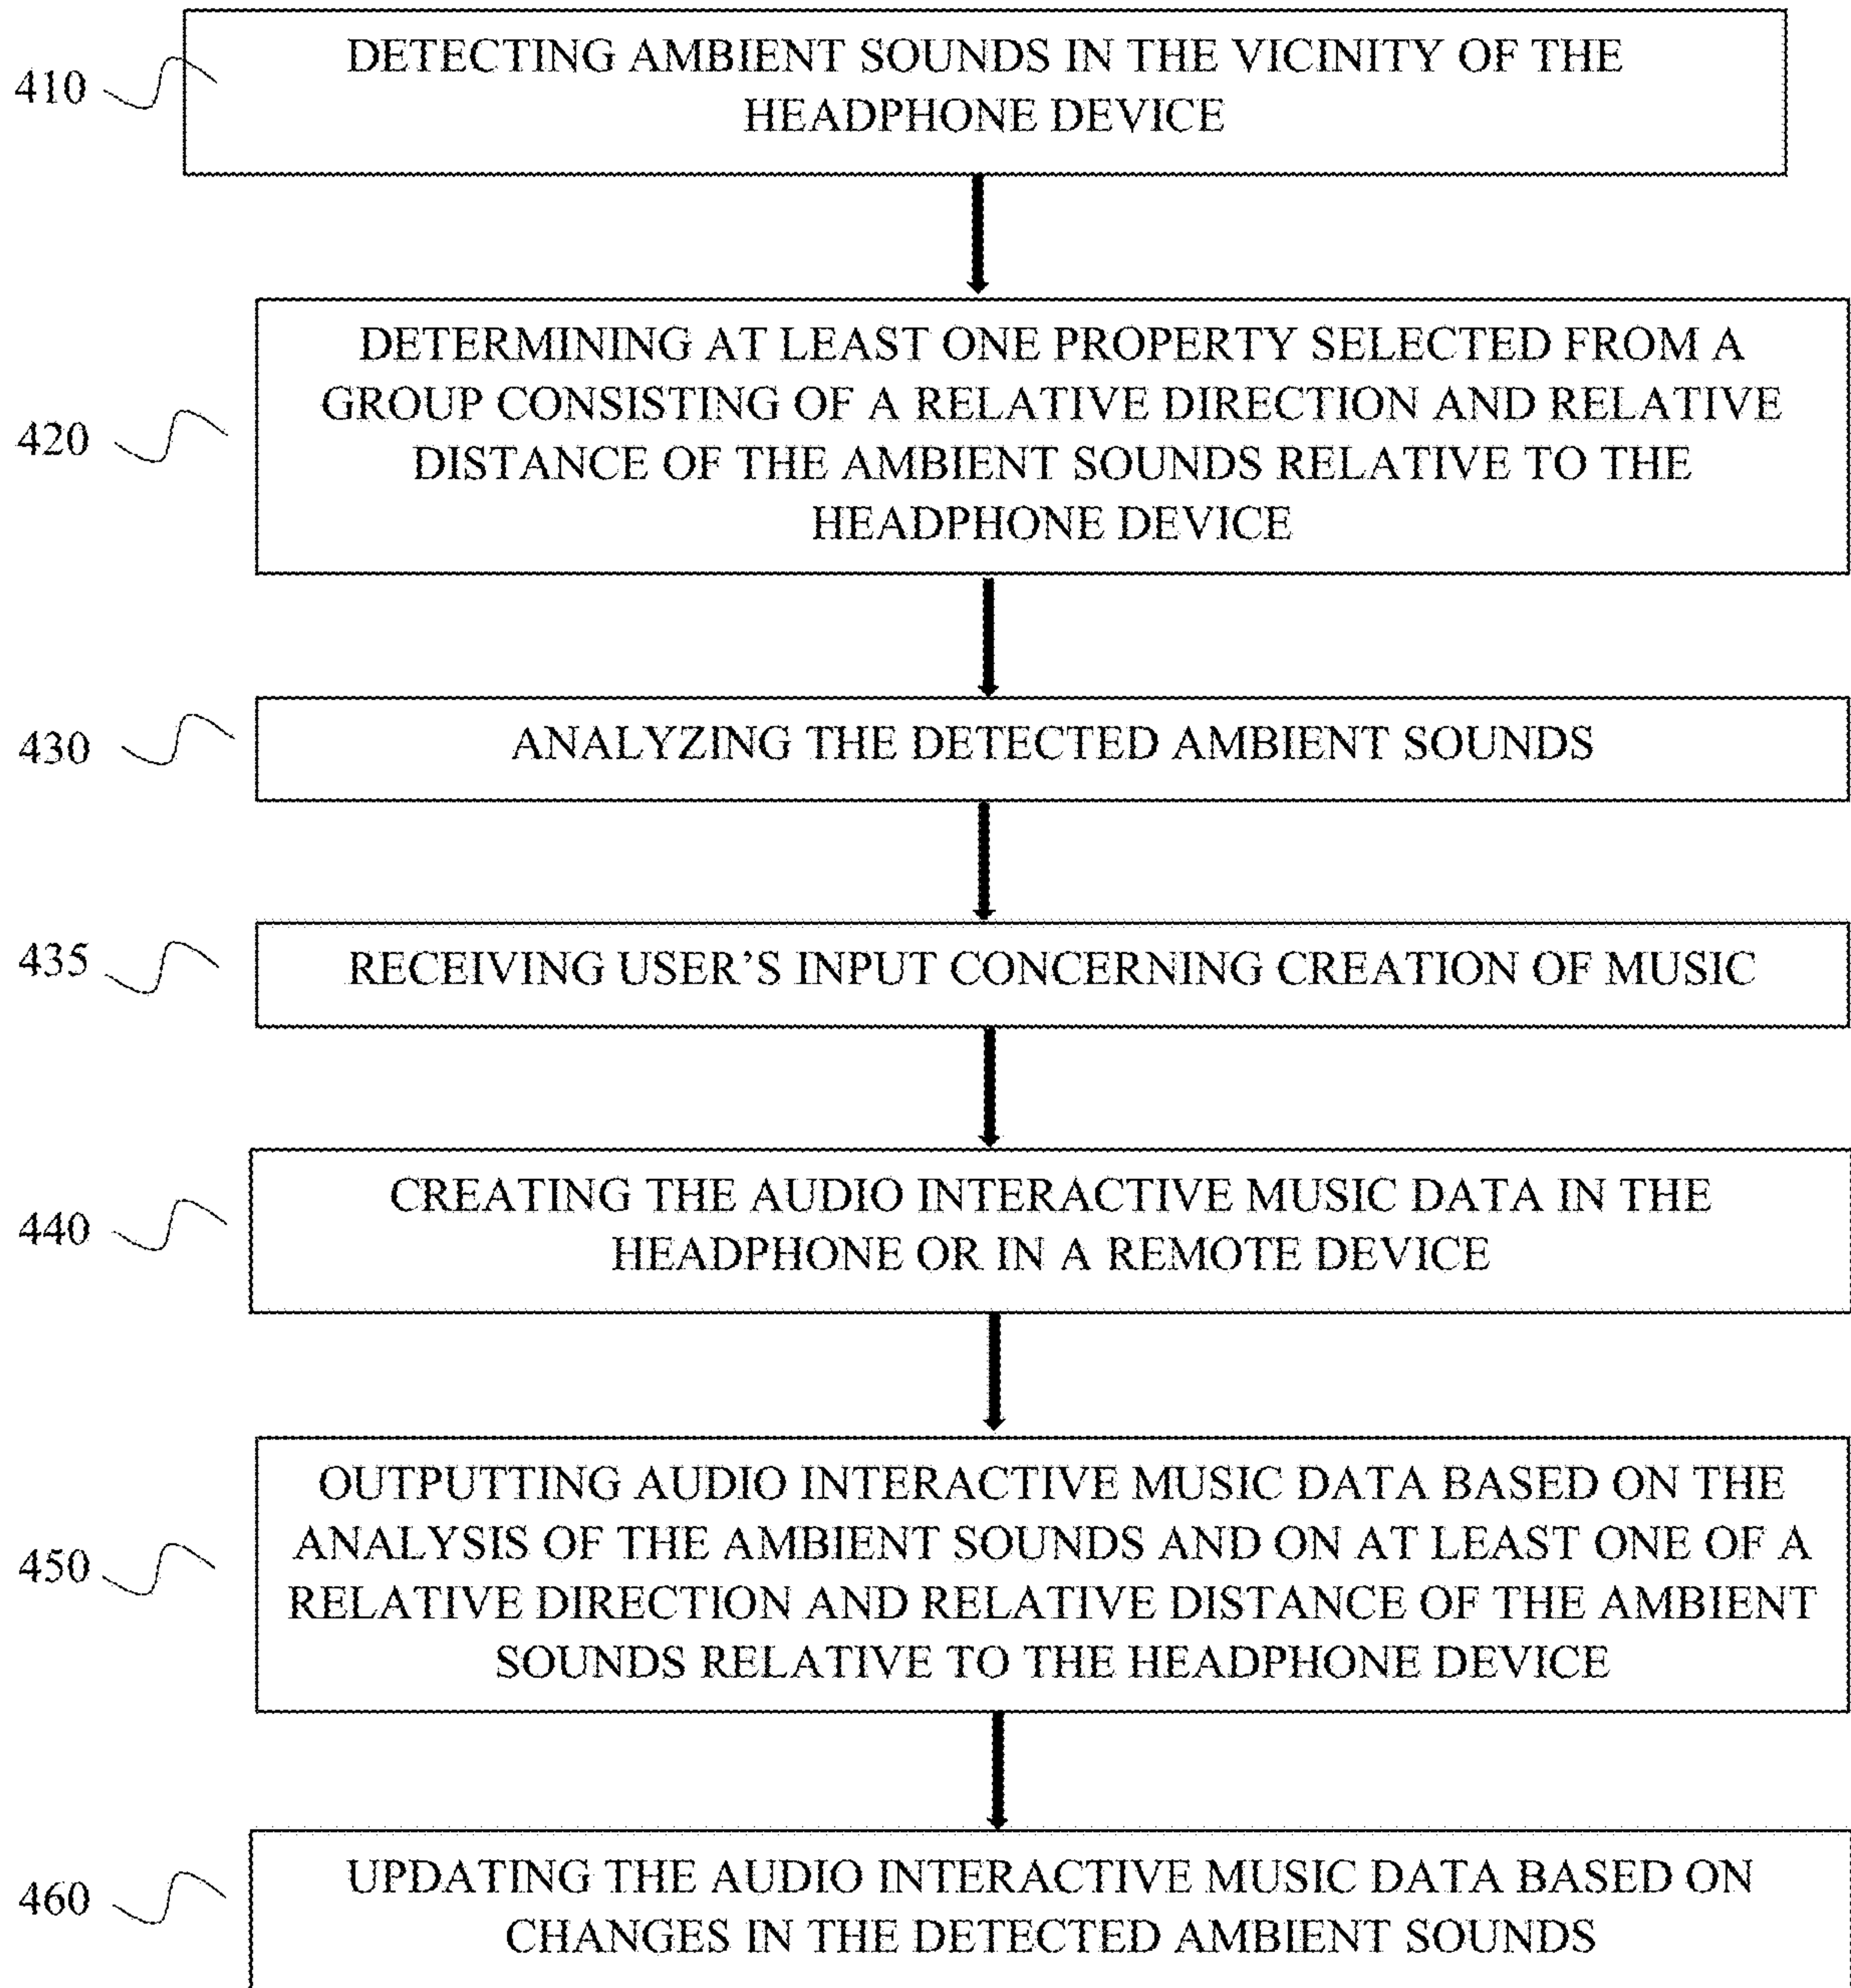 410
DETECTING AMBIENT SOUNDS IN THE VICINITY OF THE
HEADPHONE DEVICE
420
DETERMINING AT LEAST ONE PROPERTY SELECTED FROM A
GROUP CONSISTING OF A RELATIVE DIRECTION AND RELATIVE
DISTANCE OF THE AMBIENT SOUNDS RELATIVE TO THE
HEADPHONE DEVICE
430
ANALYZING THE DETECTED AMBIENT SOUNDS
435
RECEIVING USER’S INPUT CONCERNING CREATION OF MUSIC
440
CREATING THE AUDIO INTERACTIVE MUSIC DATA IN THE
HEADPHONE OR IN A REMOTE DEVICE
450
OUTPUTTING AUDIO INTERACTIVE MUSIC DATA BASED ON THE
ANALYSIS OF THE AMBIENT SOUNDS AND ON AT LEAST ONE OF A
RELATIVE DIRECTION AND RELATIVE DISTANCE OF THE AMBIENT
SOUNDS RELATIVE TO THE HEADPHONE DEVICE
460
UPDATING THE AUDIO INTERACTIVE MUSIC DATA BASED ON
CHANGES IN THE DETECTED AMBIENT SOUNDS